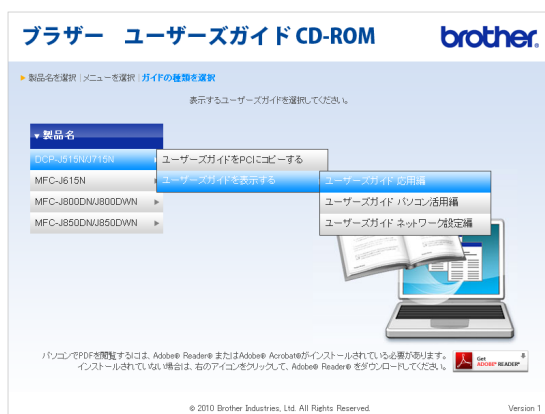 ブラザー ユーザーズガイド CD-ROM
brother.
製品名を選択 | メニューを選択 | ガイドの種類を選択
表示するユーザーズガイドを選択してください。
▼製品名
DCP-J515N/J715N
ユーザーズガイドをPCにコピーする
MFC-J615N
ユーザーズガイドを表示する
ユーザーズガイド 応用編
MFC-J800DN/J800DWN
ユーザーズガイド パソコン活用編
MFC-J850DN/J850DWN
ユーザーズガイド ネットワーク設定編
パソコンでPDFを閲覧するには、Adobe® Reader® またはAdobe® Acrobat®がインストールされている必要があります。
インストールされていない場合は、右のアイコンをクリックして、Adobe® Reader® をダウンロードしてください。
Get
ADOBE® READER®
© 2010 Brother Industries, Ltd. All Rights Reserved.
Version 1